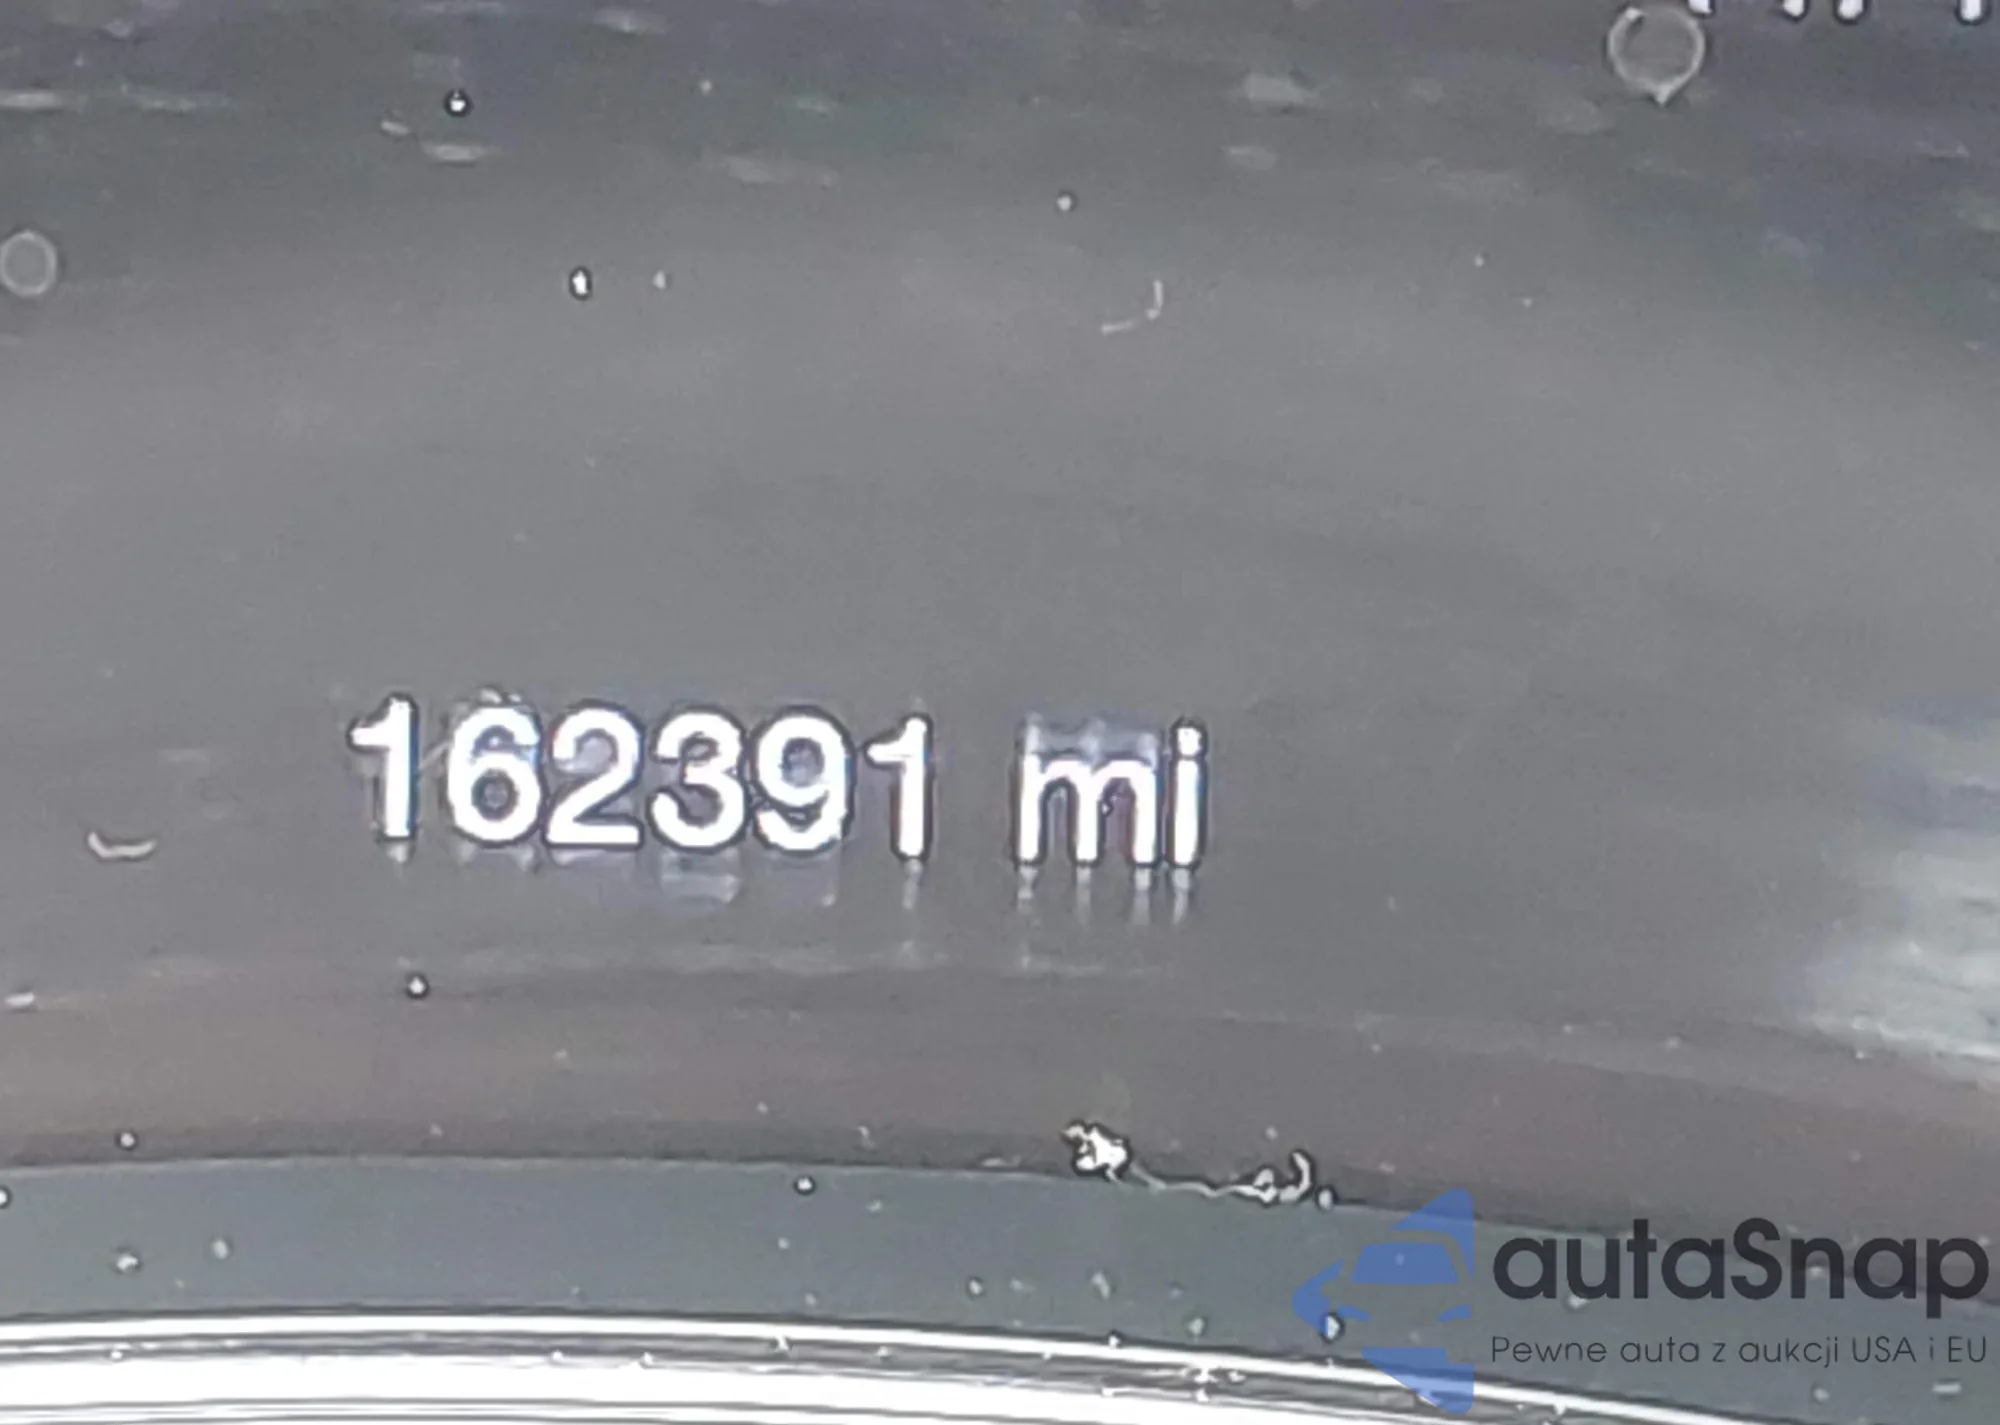 162391 mi
autaSnap
Pewne auta z aukcji USA i EU